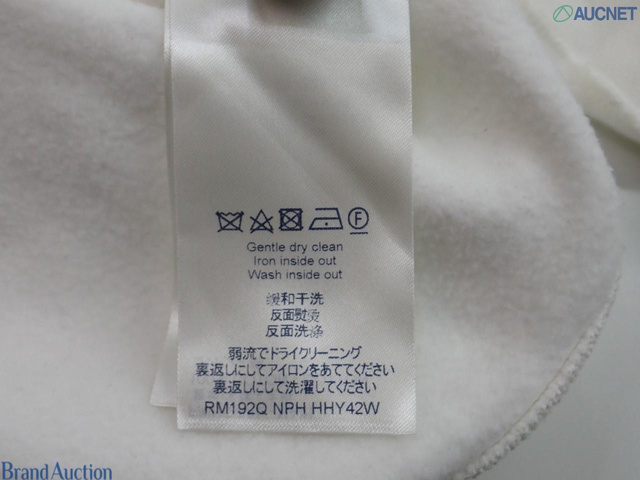 AUCNET
F
Gentle dry clean
Iron inside out
Wash inside out
缓和干洗
反面熨烫
反面洗涤
弱流でドライクリーニング
裏返しにしてアイロンをあててください
裏返しにして洗濯してください
RM192Q NPH HHY42W
Brand Auction